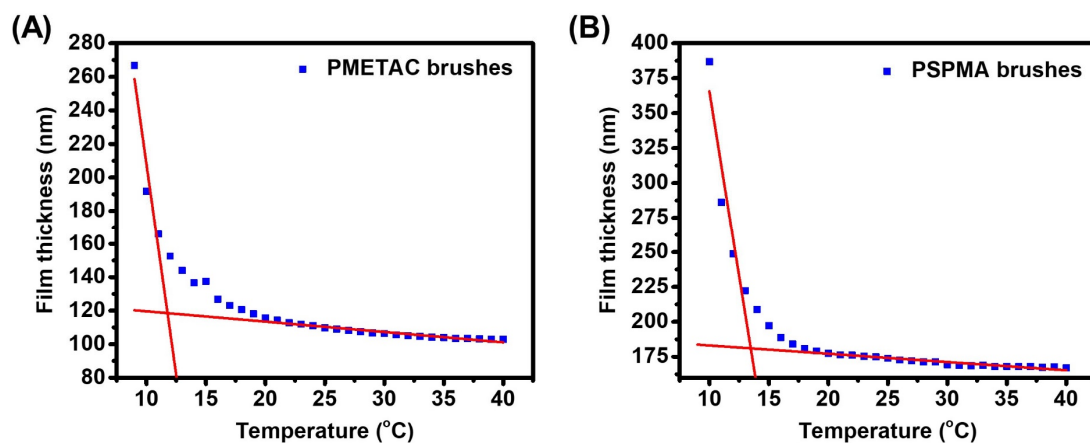 (A)
280
260
240
220
200
180
160
140
120
100
80
Film thickness (nm)
PMETAC brushes
10 15 20 25 30 35 40
Temperature (°C)
(B)
400
375
350
325
300
275
250
225
200
175
Film thickness (nm)
PSPMA brushes
10 15 20 25 30 35 40
Temperature (°C)